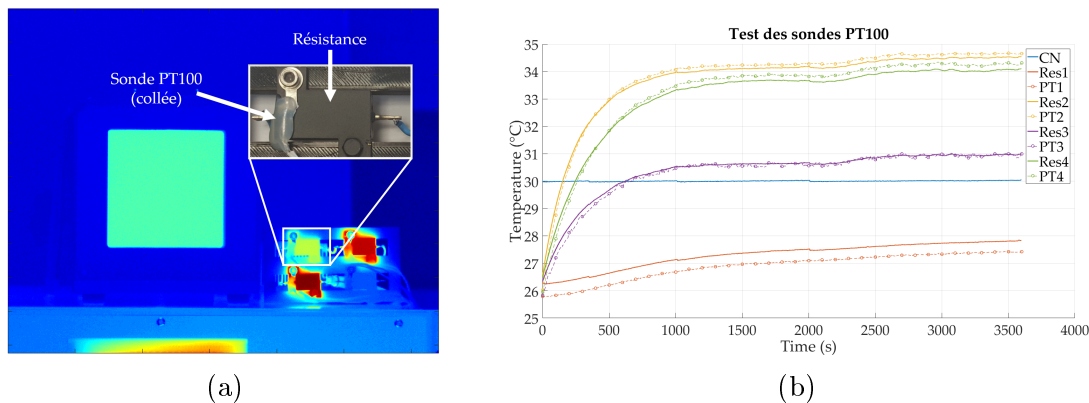 Résistance
Sonde PT100
(collée)
(a)
Test des sondes PT100
35
34
33
32
31
30
29
28
27
26
25
Temperature (°C)
0
500
1000
1500
2000
2500
3000
3500
4000
Time (s)
CN
Res1
PT1
Res2
PT2
Res3
PT3
Res4
PT4
(b)